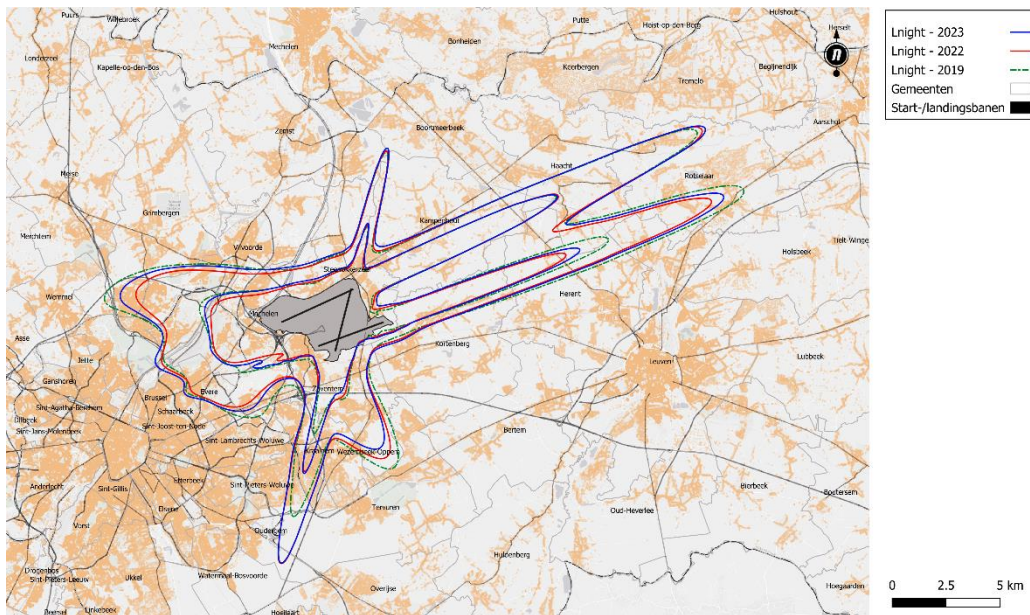 Puurs
Willebroek
Mechelen
Putte
Heist-op-den-Berg
Hulshout
Herselt
Londerzeel
Kapelle-op-den-Bos
Bonheiden
Keerbergen
Begijnendijk
Tremelo
Zemst
Boortmeerbeek
Aarschot
Meise
Haacht
Rotselaar
Grimbergen
Kampenhout
Merchtem
Vilvoorde
Holsbeek
Tielt-Winge
Steenokkerzeel
Wemmel
Herent
Machelen
Asse
Jette
Kortenberg
Leuven
Lubbeek
Ganshoren
Evere
Zaventem
Brussel
Sint-Agatha-Berchem
Schaarbeek
Dilbeek
Sint-Joost-ten-Node
Sint-Jans-Molenbeek
Bertem
Sint-Lambrechts-Woluwe
Kraainem
Wezembeek-Oppem
Anderlecht
Sint-Gillis
Etterbeek
Sint-Pieters-Woluwe
Bierbeek
Boutersem
Elsene
Tervuren
Oud-Heverlee
Vorst
Ouderghem
Huldenberg
Drogenbos
Sint-Pieters-Leeuw
Ukkel
Watermaal-Bosvoorde
Overijse
Hoegaarden
Beersel
Linkebeek
Hoeilaart
n
Lnight - 2023
Lnight - 2022
Lnight - 2019
Gemeenten
Start-/landingsbanen
0 2.5 5 km